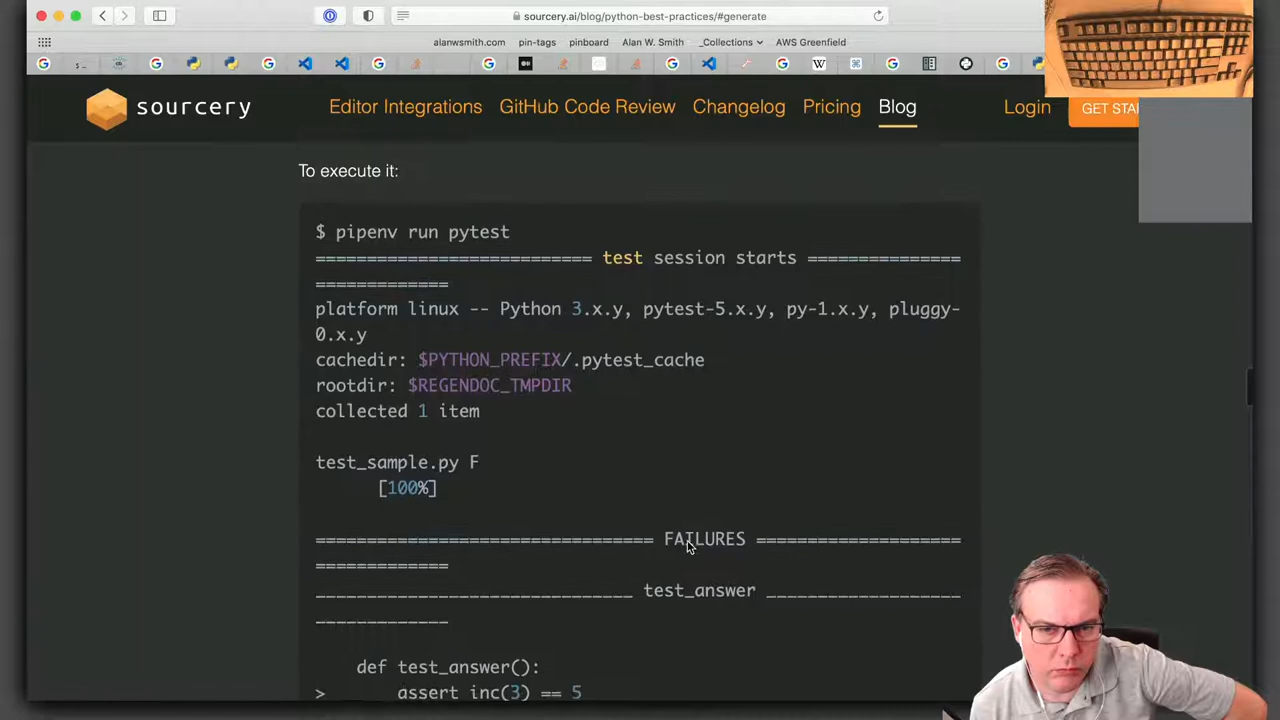 sourcery.ai/blog/python-best-practices/#generate
alanwsmith.com pin-tags pinboard Alan W. Smith _Collections AWS Greenfield
sourcery Editor Integrations GitHub Code Review Changelog Pricing Blog Login GET STA
To execute it:
$ pipenv run pytest
=========================== test session starts ===============
=============
platform linux -- Python 3.x.y, pytest-5.x.y, py-1.x.y, pluggy-
0.x.y
cachedir: $PYTHON_PREFIX/.pytest_cache
rootdir: $REGENDOC_TMPDIR
collected 1 item
test_sample.py F
[100%]
================================= FAILURES ====================
=============
_______________________________ test_answer ___________________
_____________
def test_answer():
> assert inc(3) == 5